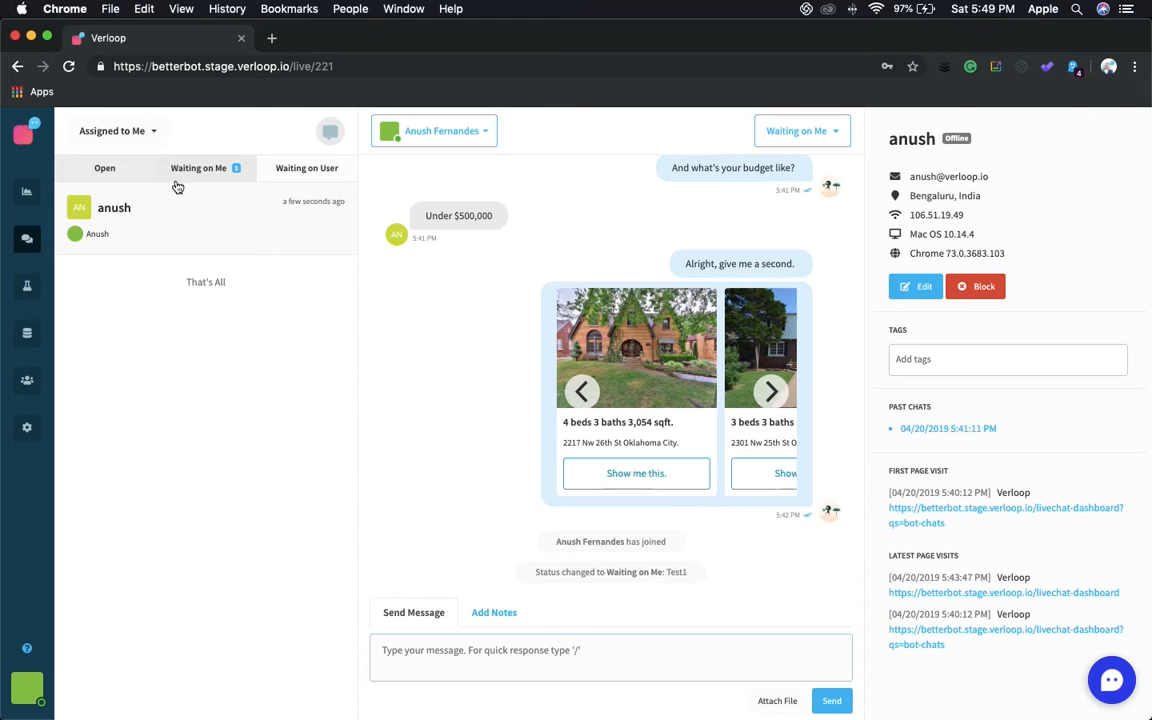 Chrome File Edit View History Bookmarks People Window Help
97% Sat 5:49 PM Apple
Verloop
https://betterbot.stage.verloop.io/live/221
4
Apps
Assigned to Me
Open
Waiting on Me 1
Waiting on User
AN
anush
a few seconds ago
Anush
That's All
Anush Fernandes
Waiting on Me
And what's your budget like?
5:41 PM
Under $500,000
AN
5:41 PM
Alright, give me a second.
4 beds 3 baths 3,054 sqft.
2217 Nw 26th St Oklahoma City.
Show me this.
3 beds 3 baths
2301 Nw 25th St O
Show
5:42 PM
Anush Fernandes has joined
Status changed to Waiting on Me: Test1
Send Message
Add Notes
Type your message. For quick response type '/'
Attach File
Send
anush Offline
anush@verloop.io
Bengaluru, India
106.51.19.49
Mac OS 10.14.4
Chrome 73.0.3683.103
Edit
Block
TAGS
Add tags
PAST CHATS
04/20/2019 5:41:11 PM
FIRST PAGE VISIT
[04/20/2019 5:40:12 PM] Verloop
https://betterbot.stage.verloop.io/livechat-dashboard?
qs=bot-chats
LATEST PAGE VISITS
[04/20/2019 5:43:47 PM] Verloop
https://betterbot.stage.verloop.io/livechat-dashboard
[04/20/2019 5:40:12 PM] Verloop
https://betterbot.stage.verloop.io/livechat-dashboard?
qs=bot-chats